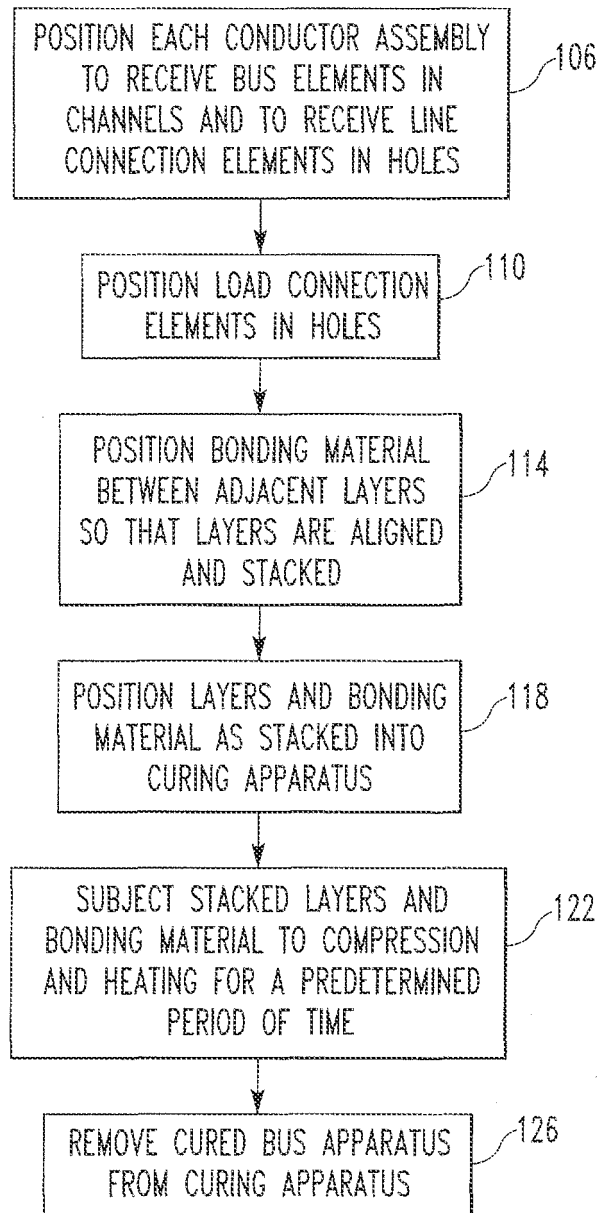 POSITION EACH CONDUCTOR ASSEMBLY
TO RECEIVE BUS ELEMENTS IN
CHANNELS AND TO RECEIVE LINE
CONNECTION ELEMENTS IN HOLES
106
POSITION LOAD CONNECTION
ELEMENTS IN HOLES
110
POSITION BONDING MATERIAL
BETWEEN ADJACENT LAYERS
SO THAT LAYERS ARE ALIGNED
AND STACKED
114
POSITION LAYERS AND BONDING
MATERIAL AS STACKED INTO
CURING APPARATUS
118
SUBJECT STACKED LAYERS AND
BONDING MATERIAL TO COMPRESSION
AND HEATING FOR A PREDETERMINED
PERIOD OF TIME
122
REMOVE CURED BUS APPARATUS
FROM CURING APPARATUS
126